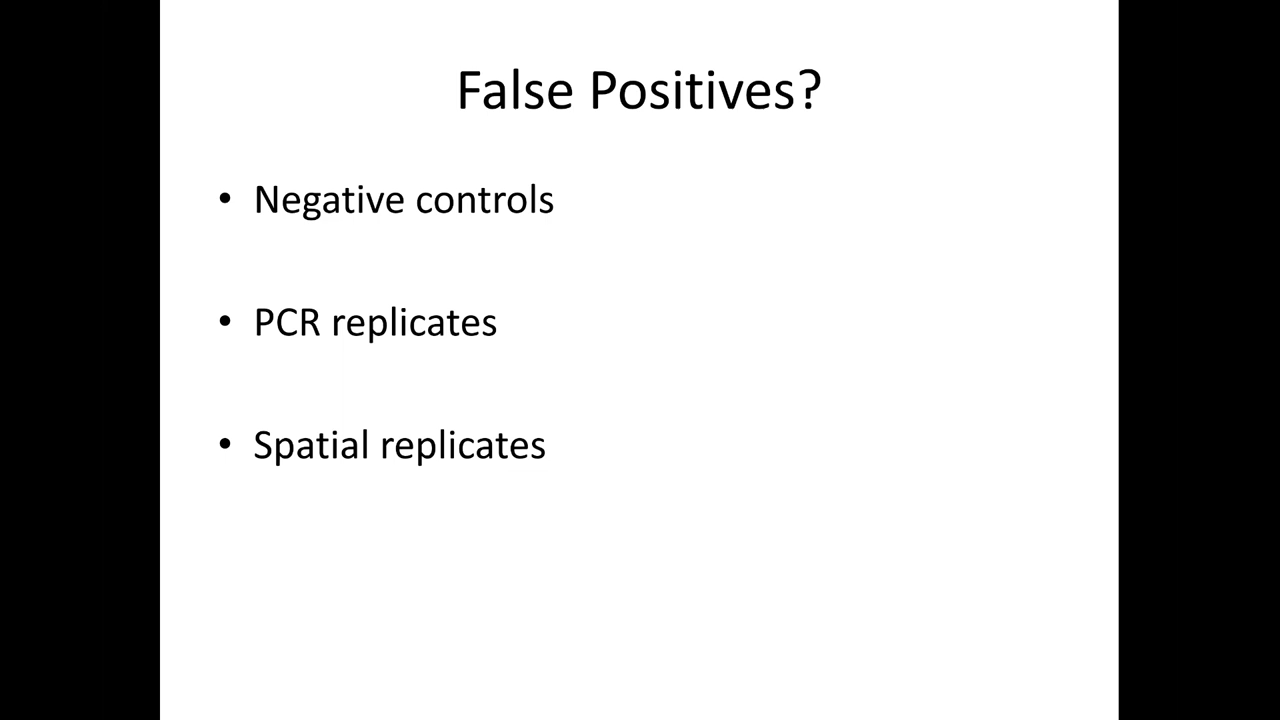 False Positives?
• Negative controls
• PCR replicates
• Spatial replicates